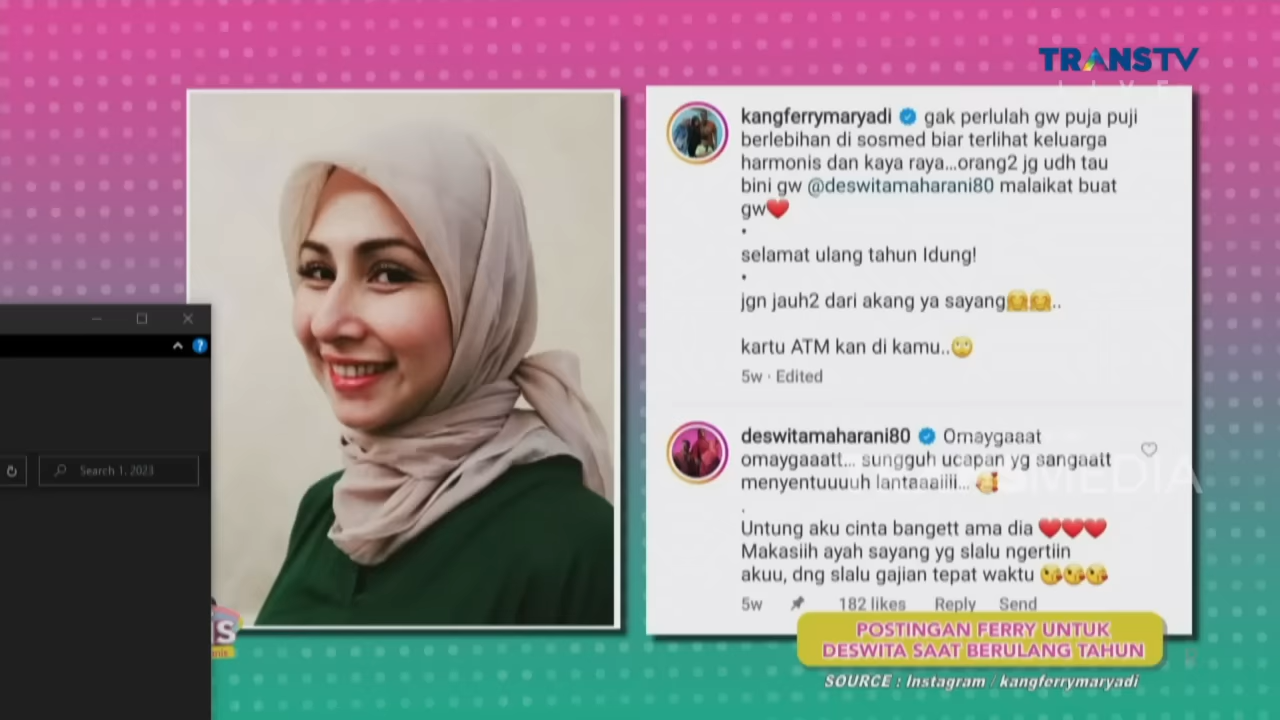 TRANSTV
LIVE
kangferrymaryadi gak perlulah gw puja puji
berlebihan di sosmed biar terlihat keluarga
harmonis dan kaya raya...orang2 jg udh tau
bini gw @deswitamaharani80 malaikat buat
gw❤️
•
selamat ulang tahun Idung!
•
jgn jauh2 dari akang ya sayang🤗🤗..
kartu ATM kan di kamu..🙄
5w · Edited
deswitamaharani80 Omaygaaat
omaygaaatt... sungguh ucapan yg sangaatt
menyentuuuuh lantaaaiiii... 🥰
.
Untung aku cinta bangett ama dia ❤️❤️❤️
Makasiih ayah sayang yg slalu ngertiin
akuu, dng slalu gajian tepat waktu 😘😘😘
5w 182 likes Reply Send
MEDIA
Search 1, 2023
POSTINGAN FERRY UNTUK
DESWITA SAAT BERULANG TAHUN
SOURCE : Instagram / kangferrymaryadi